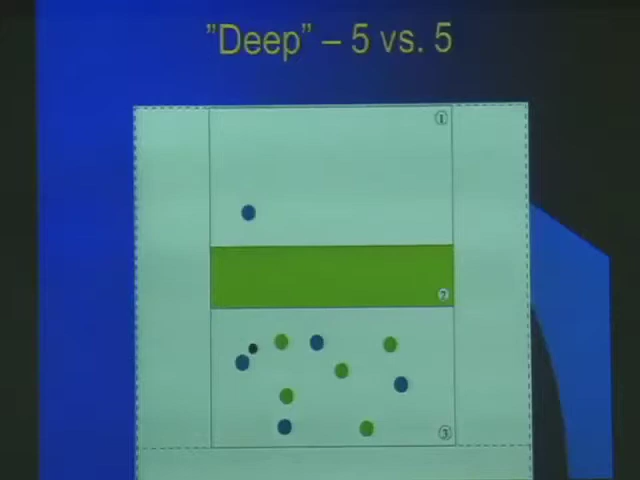 ”Deep” – 5 vs. 5
①
②
③